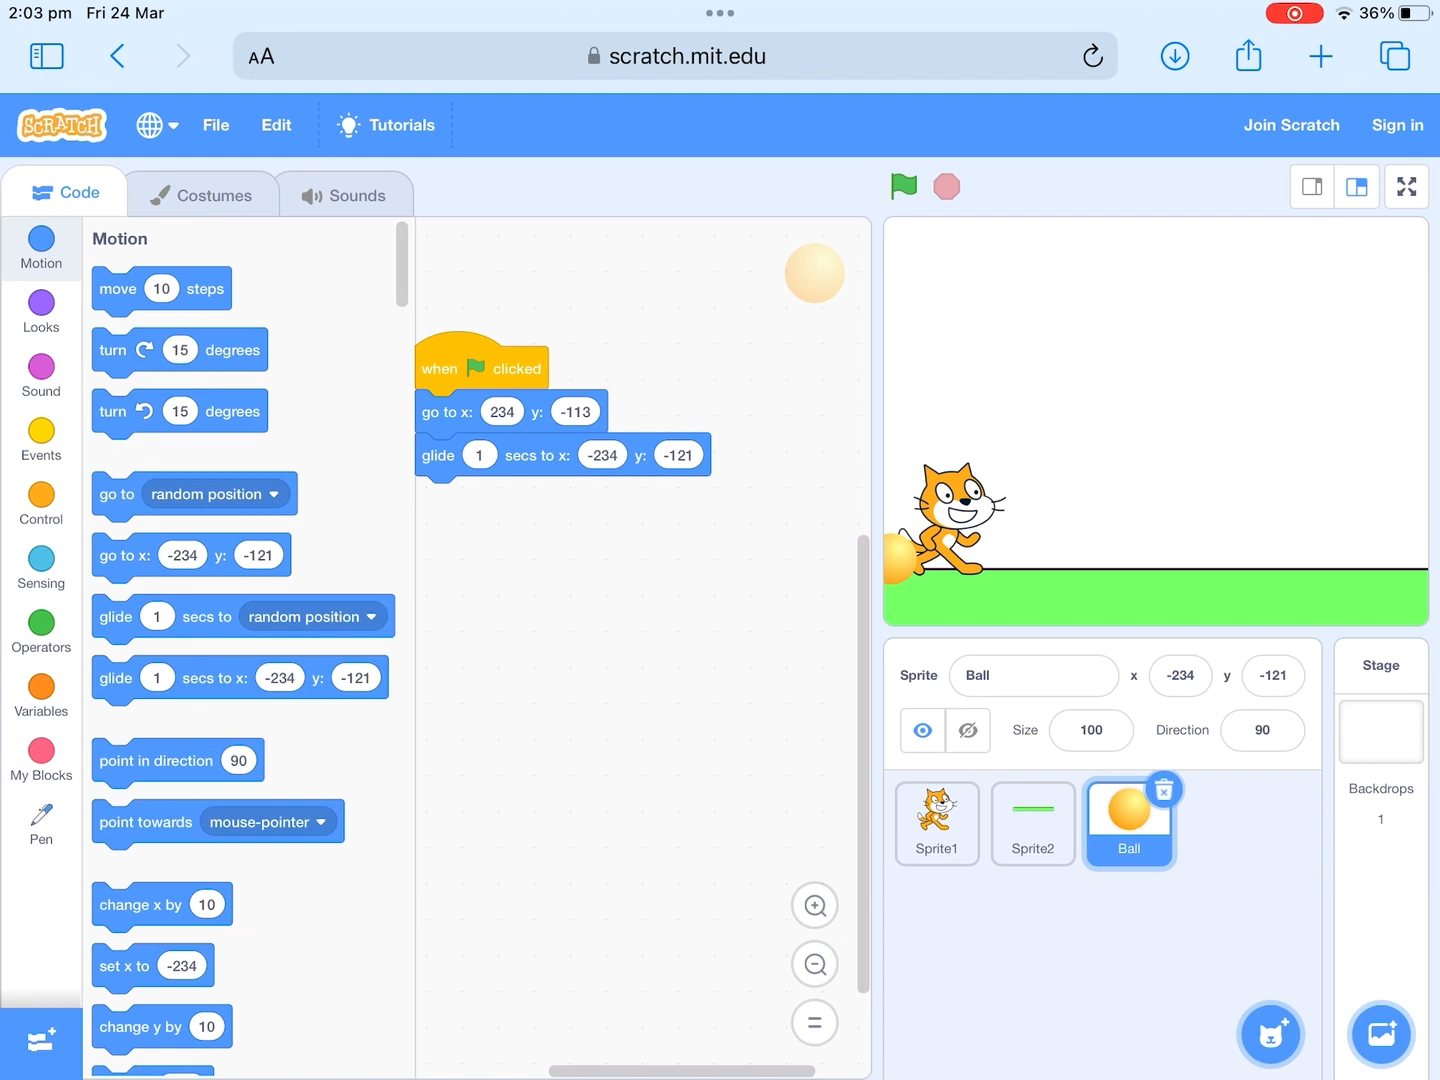 2:03 pm Fri 24 Mar
36%
AA
scratch.mit.edu
SCRATCH
File
Edit
Tutorials
Join Scratch
Sign in
Code
Costumes
Sounds
Motion
Looks
Sound
Events
Control
Sensing
Operators
Variables
My Blocks
Pen
Motion
move 10 steps
turn 15 degrees
turn 15 degrees
go to random position
go to x: -234 y: -121
glide 1 secs to random position
glide 1 secs to x: -234 y: -121
point in direction 90
point towards mouse-pointer
change x by 10
set x to -234
change y by 10
when clicked
go to x: 234 y: -113
glide 1 secs to x: -234 y: -121
Sprite Ball x -234 y -121
Size 100 Direction 90
Sprite1
Sprite2
Ball
Stage
Backdrops
1